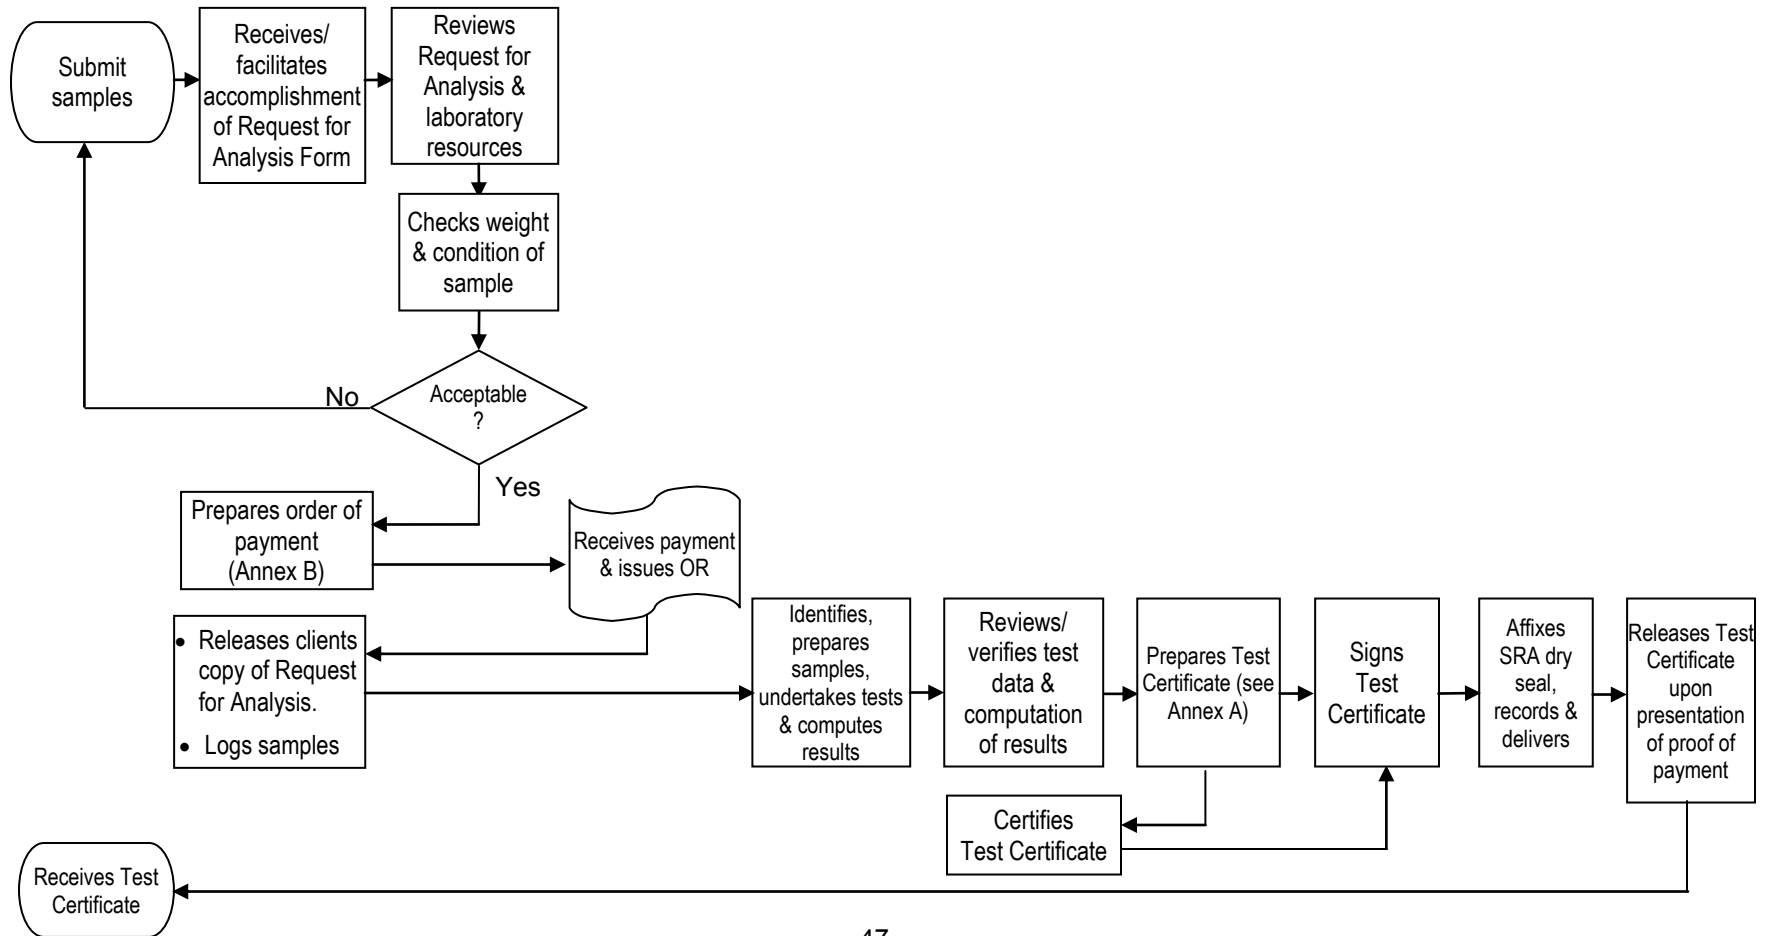 Submit
samples
Receives/
facilitates
accomplishment
of Request for
Analysis Form
Reviews
Request for
Analysis &
laboratory
resources
Checks weight
& condition of
sample
Acceptable
?
No
Yes
Prepares order of
payment
(Annex B)
Receives payment
& issues OR
• Releases clients
copy of Request
for Analysis.
• Logs samples
Identifies,
prepares
samples,
undertakes tests
& computes
results
Reviews/
verifies test
data &
computation
of results
Prepares Test
Certificate (see
Annex A)
Certifies
Test Certificate
Signs
Test
Certificate
Affixes
SRA dry
seal,
records &
delivers
Releases Test
Certificate
upon
presentation
of proof of
payment
Receives Test
Certificate
47